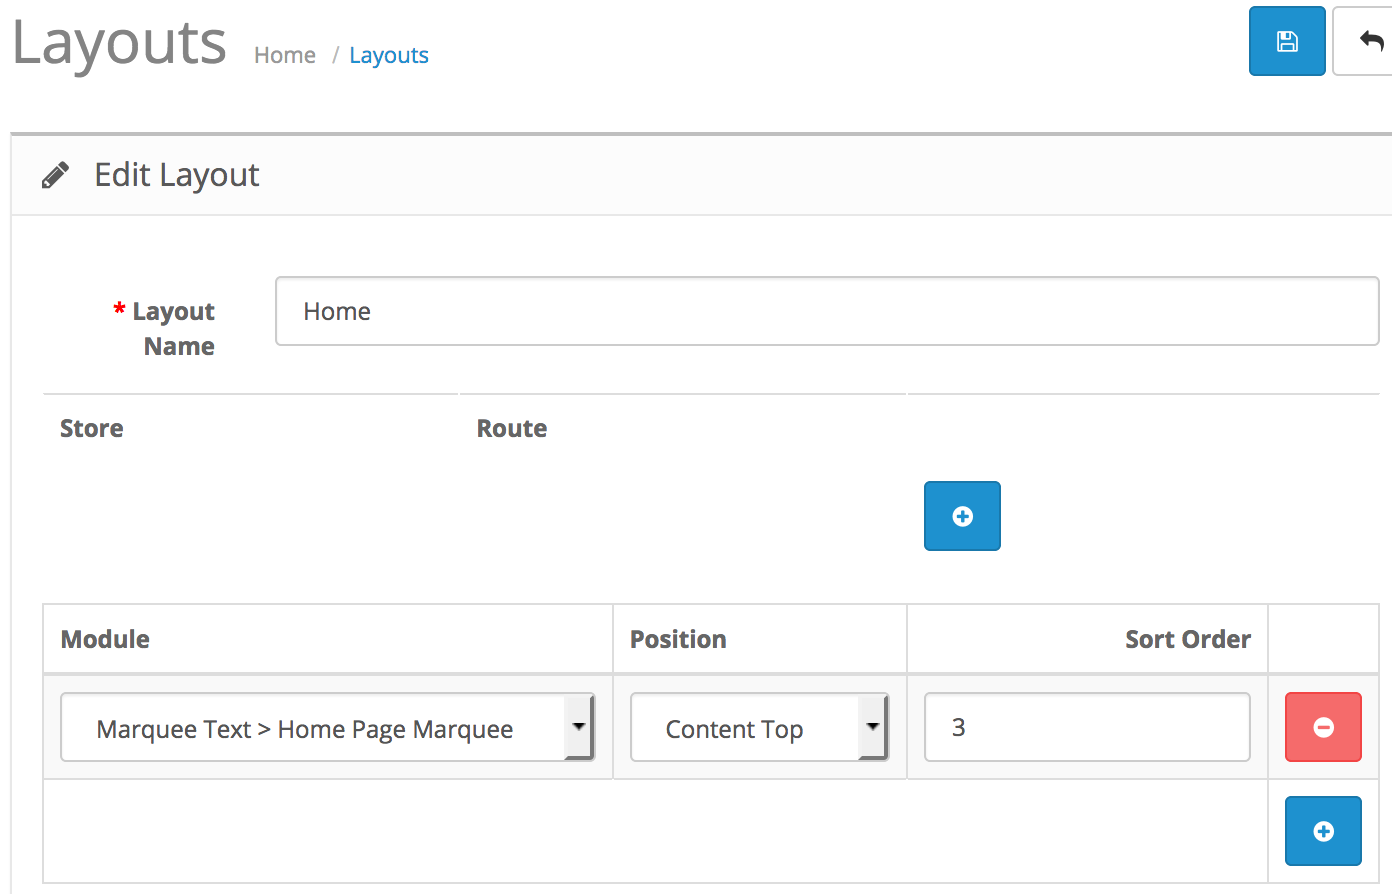 Layouts Home / Layouts
Edit Layout
* Layout
Name
Home
Store Route
Module Position Sort Order
Marquee Text > Home Page Marquee Content Top 3